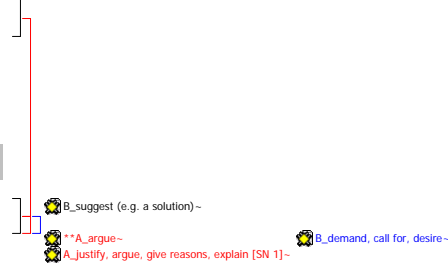 B_suggest (e.g. a solution)~
**A_argue~ B_demand, call for, desire~
A_justify, argue, give reasons, explain [SN 1]~